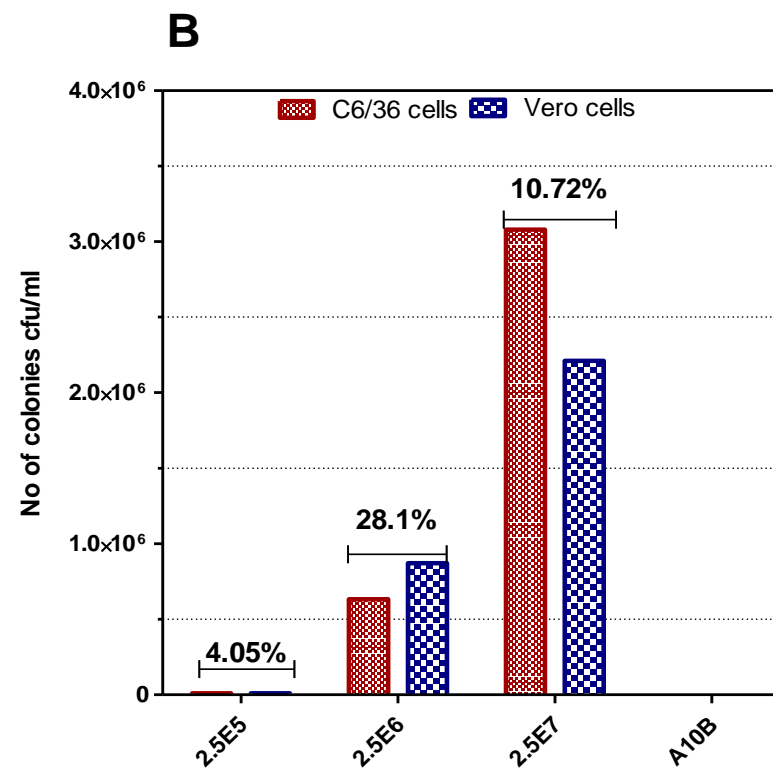 B
4.0×10⁶
C6/36 cells Vero cells
10.72%
3.0×10⁶
2.0×10⁶
28.1%
1.0×10⁶
4.05%
0
No of colonies cfu/ml
2.5E5 2.5E6 2.5E7 A10B